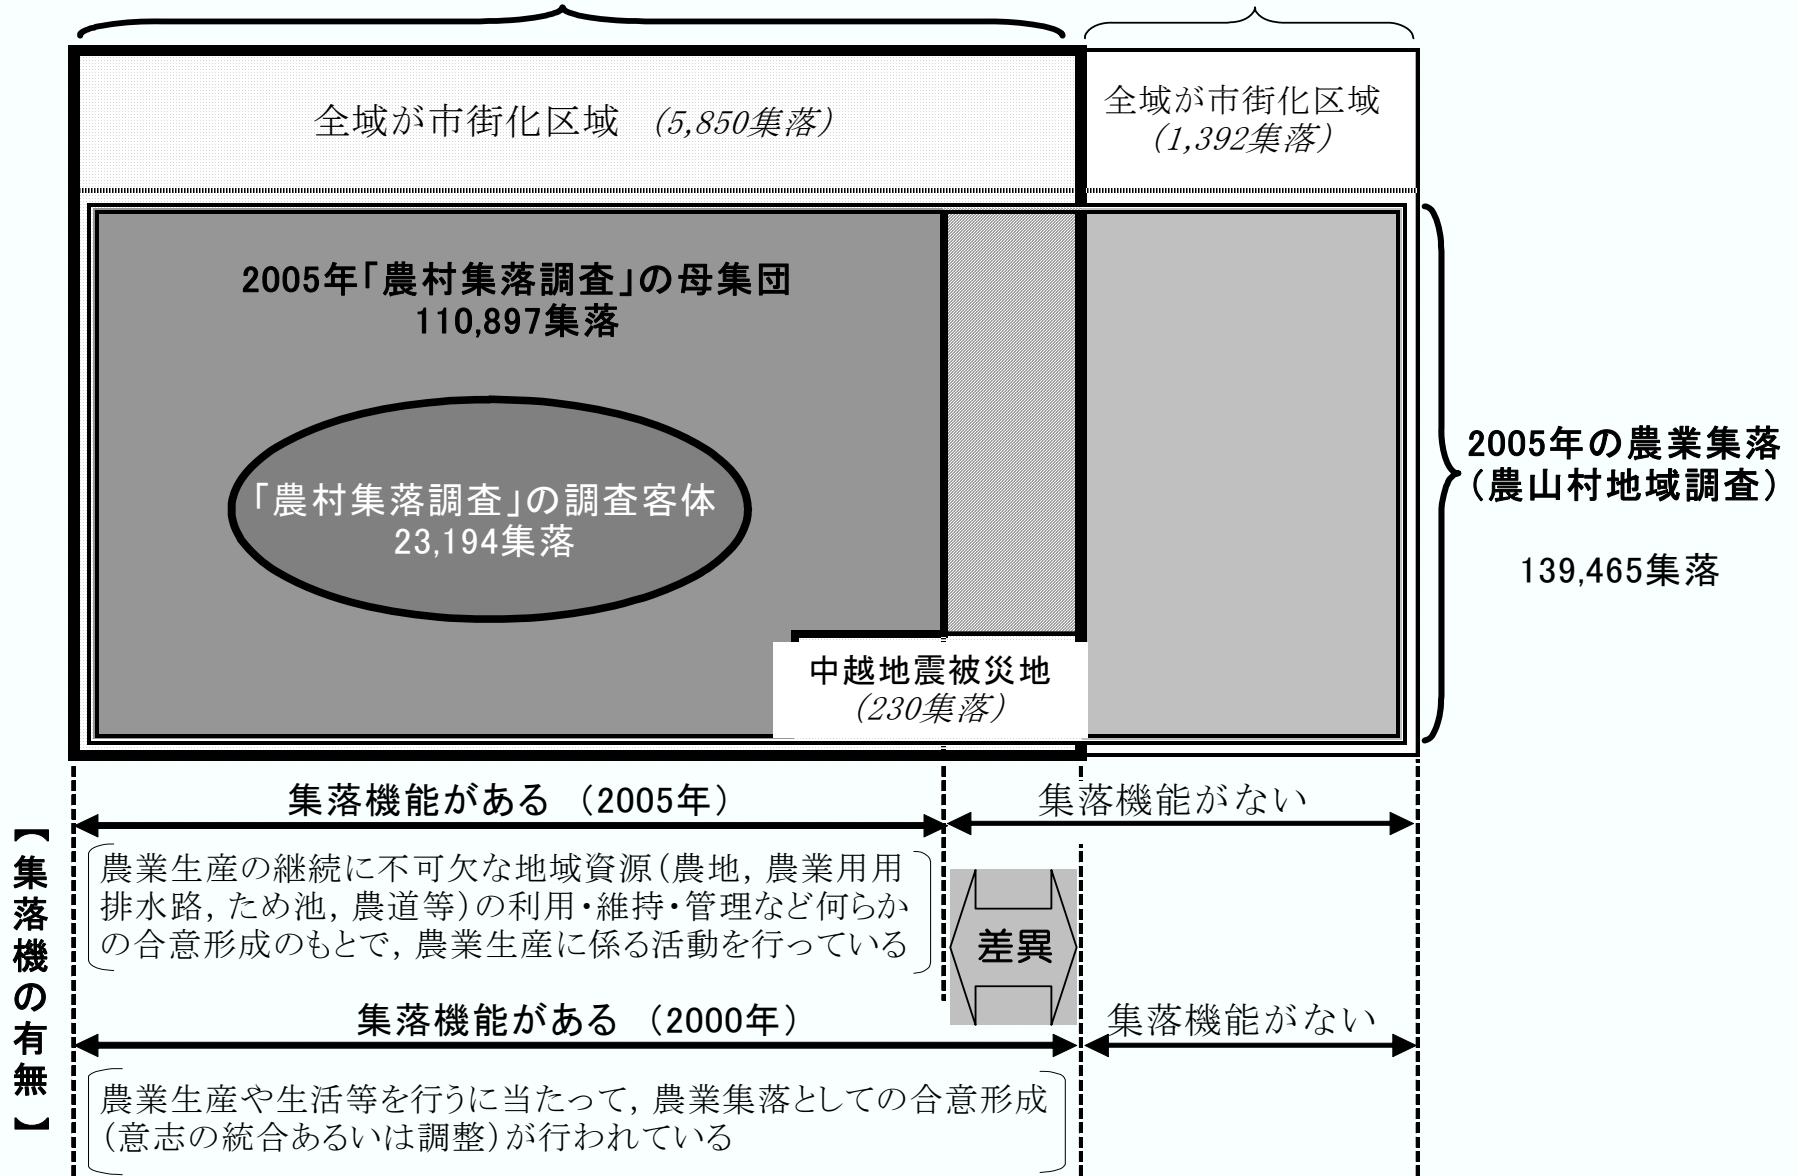 全域が市街化区域 (5,850集落)
全域が市街化区域
(1,392集落)
2005年「農村集落調査」の母集団
110,897集落
「農村集落調査」の調査客体
23,194集落
2005年の農業集落
(農山村地域調査)
139,465集落
中越地震被災地
(230集落)
集落機能がある (2005年)
集落機能がない
農業生産の継続に不可欠な地域資源(農地,農業用用
排水路,ため池,農道等)の利用・維持・管理など何らか
の合意形成のもとで,農業生産に係る活動を行っている
差異
集落機能がある (2000年)
集落機能がない
農業生産や生活等を行うに当たって,農業集落としての合意形成
(意志の統合あるいは調整)が行われている
【集落機の有無】